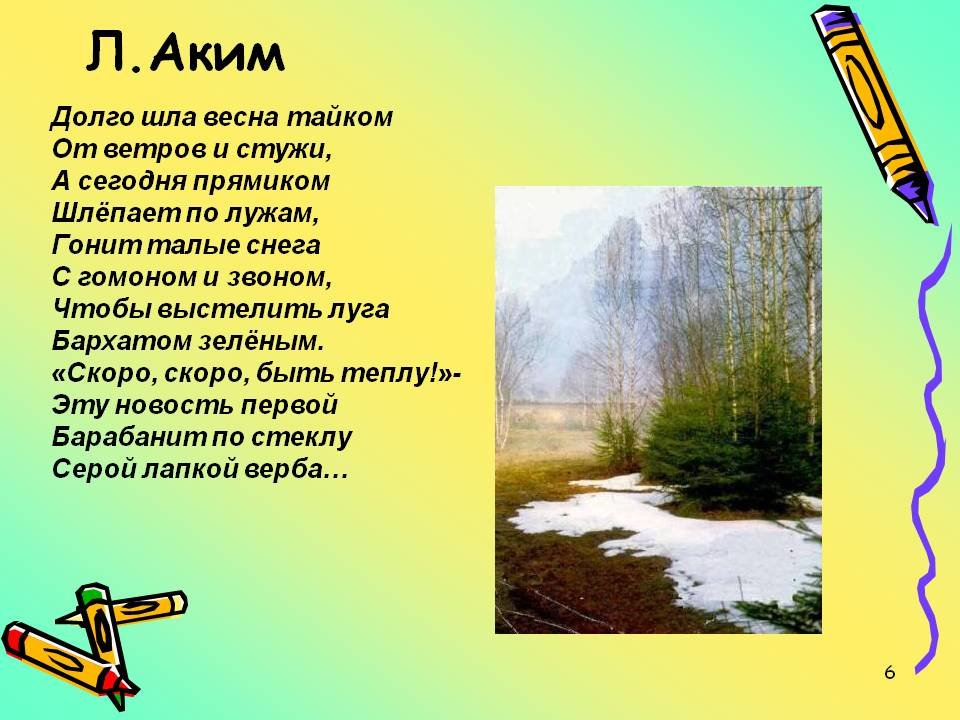 Л.Аким
Долго шла весна тайком
От ветров и стужи,
А сегодня прямиком
Шлёпает по лужам,
Гонит талые снега
С гомоном и звоном,
Чтобы выстелить луга
Бархатом зелёным.
«Скоро, скоро, быть теплу!»-
Эту новость первой
Барабанит по стеклу
Серой лапкой верба…
6